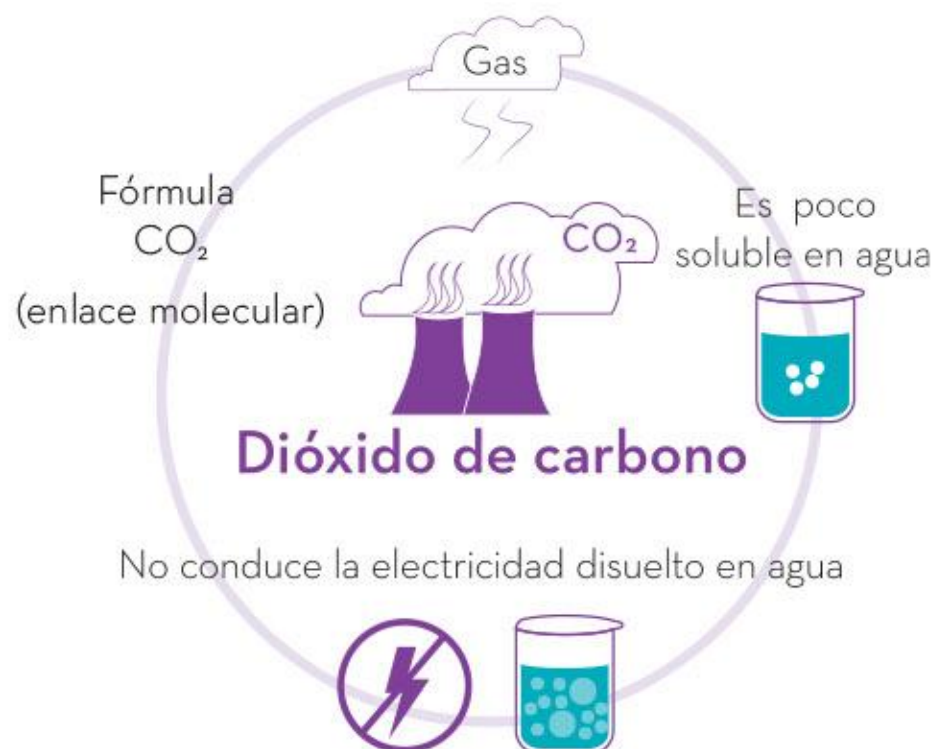 Gas
Fórmula
CO₂
(enlace molecular)
CO₂
Es poco
soluble en agua
Dióxido de carbono
No conduce la electricidad disuelto en agua